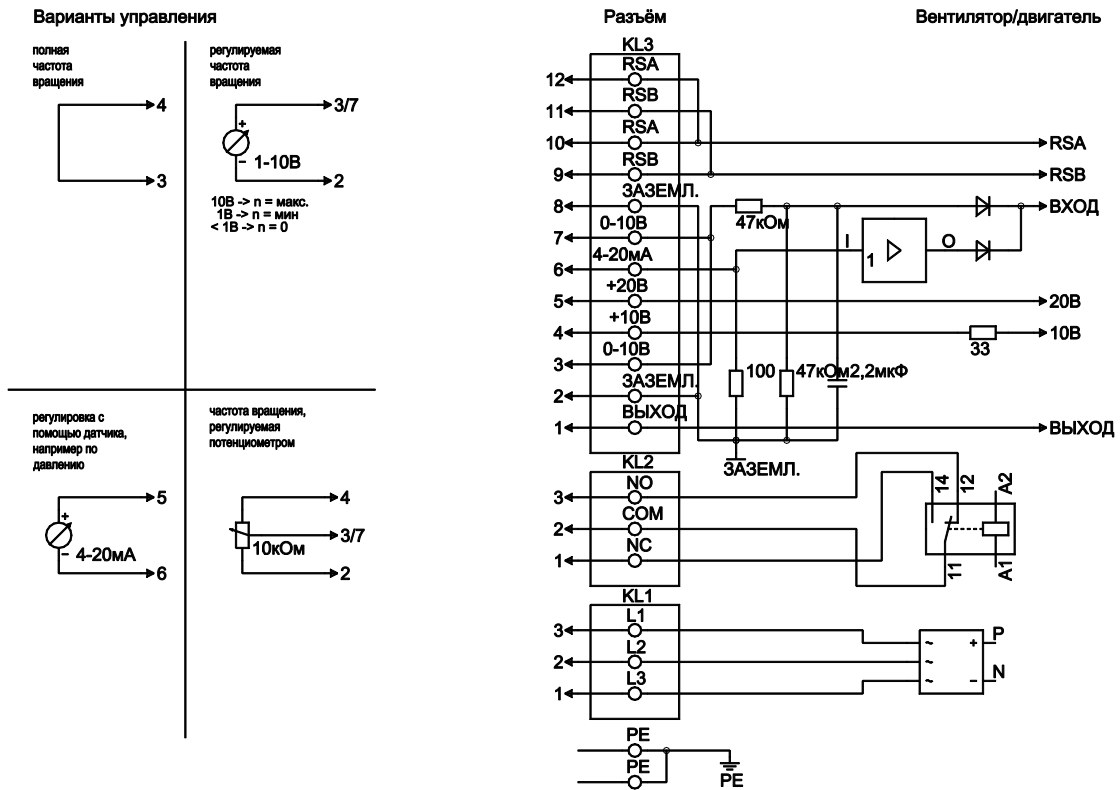 Варианты управления
полная
частота
вращения
4
3
регулируемая
частота
вращения
+
3/7
–
1-10В
2
10В -> n = макс.
1В -> n = мин
< 1В -> n = 0
регулировка с
помощью датчика,
например по
давлению
5
+
–
4-20мА
6
частота вращения,
регулируемая
потенциометром
4
3/7
10кОм
2
Разъём
Вентилятор/двигатель
KL3
12 RSA
11 RSB
10 RSA RSA
9 RSB RSB
8 ЗАЗЕМЛ. 47кОм ВХОД
7 0-10В
I 1 O
6 4-20мА
5 +20В 20В
4 +10В 33 10В
3 0-10В
100 47кОм 2,2мкФ
2 ЗАЗЕМЛ.
1 ВЫХОД ВЫХОД
ЗАЗЕМЛ.
KL2
3 NO
2 COM
1 NC
14 12 A2
11 A1
KL1
3 L1
2 L2
1 L3
~ + P
~
~ – N
PE
PE
PE